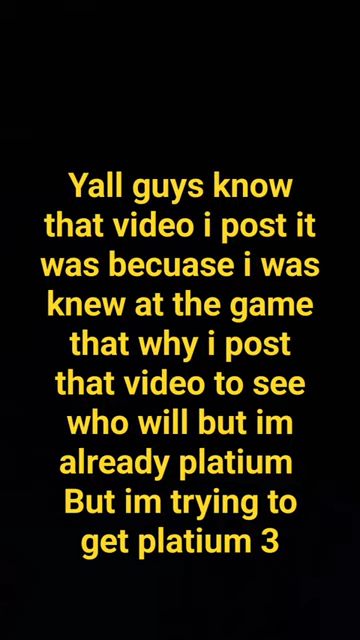 Yall guys know
that video i post it
was becuase i was
knew at the game
that why i post
that video to see
who will but im
already platium
But im trying to
get platium 3